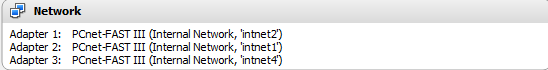 Network
Adapter 1: PCnet-FAST III (Internal Network, 'intnet2')
Adapter 2: PCnet-FAST III (Internal Network, 'intnet1')
Adapter 3: PCnet-FAST III (Internal Network, 'intnet4')